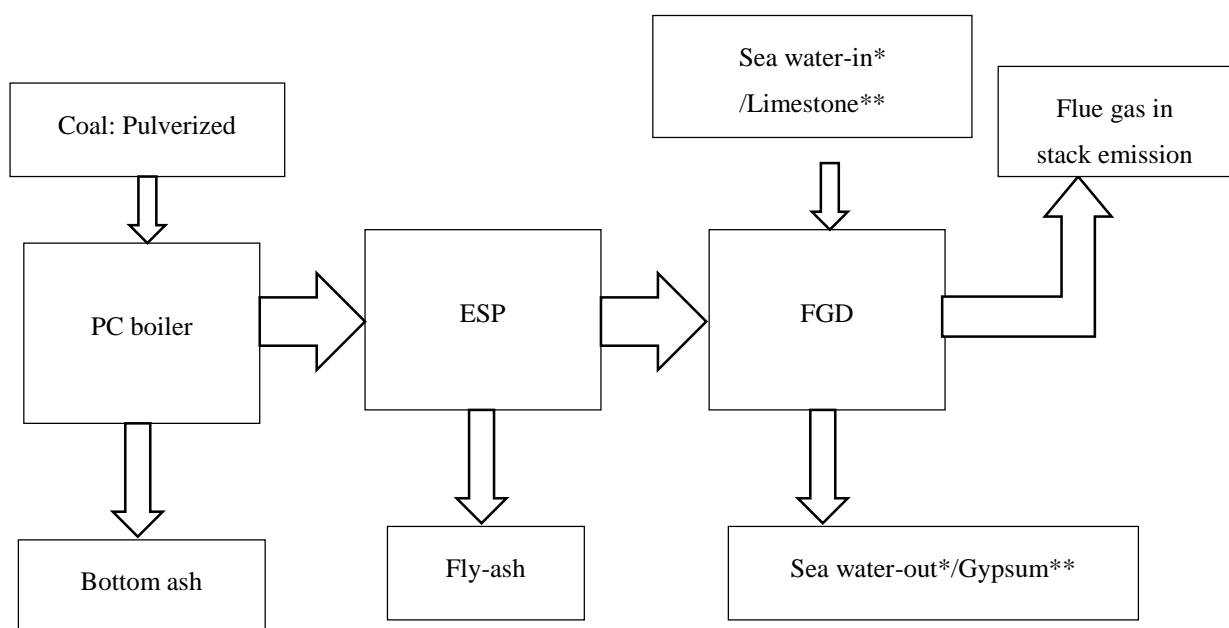 Sea water-in*
/Limestone**
Flue gas in
stack emission
Coal: Pulverized
PC boiler
ESP
FGD
Bottom ash
Fly-ash
Sea water-out*/Gypsum**